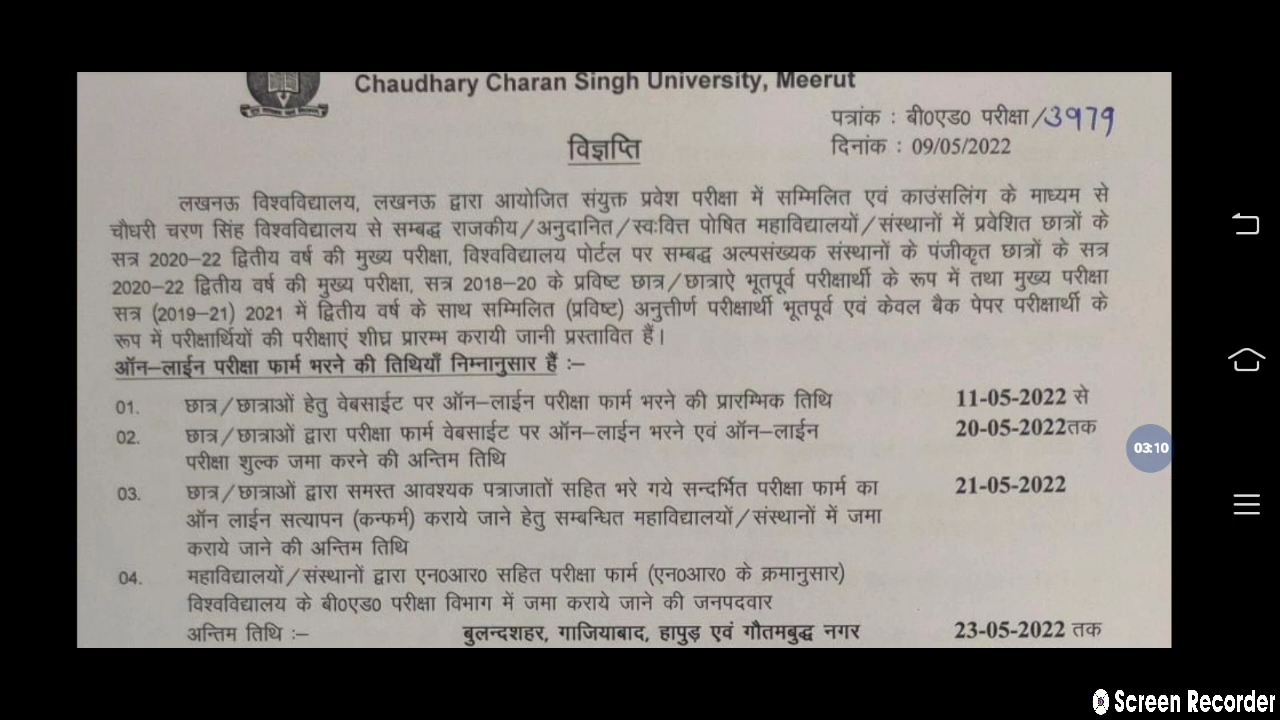 Chaudhary Charan Singh University, Meerut
पत्रांक : बी०एड० परीक्षा/3979
विज्ञप्ति
दिनांक : 09/05/2022
लखनऊ विश्वविद्यालय, लखनऊ द्वारा आयोजित संयुक्त प्रवेश परीक्षा में सम्मिलित एवं काउंसलिंग के माध्यम से
चौधरी चरण सिंह विश्वविद्यालय से सम्बद्ध राजकीय/अनुदानित/स्वःवित्त पोषित महाविद्यालयों/संस्थानों में प्रवेशित छात्रों के
सत्र 2020–22 द्वितीय वर्ष की मुख्य परीक्षा, विश्वविद्यालय पोर्टल पर सम्बद्ध अल्पसंख्यक संस्थानों के पंजीकृत छात्रों के सत्र
2020–22 द्वितीय वर्ष की मुख्य परीक्षा, सत्र 2018–20 के प्रविष्ट छात्र/छात्राऐ भूतपूर्व परीक्षार्थी के रूप में तथा मुख्य परीक्षा
सत्र (2019–21) 2021 में द्वितीय वर्ष के साथ सम्मिलित (प्रविष्ट) अनुत्तीर्ण परीक्षार्थी भूतपूर्व एवं केवल बैक पेपर परीक्षार्थी के
रूप में परीक्षार्थियों की परीक्षाएं शीघ्र प्रारम्भ करायी जानी प्रस्तावित हैं।
ऑन–लाईन परीक्षा फार्म भरने की तिथियाँ निम्नानुसार हैं :–
01. छात्र/छात्राओं हेतु वेबसाईट पर ऑन–लाईन परीक्षा फार्म भरने की प्रारम्भिक तिथि 11-05-2022 से
02. छात्र/छात्राओं द्वारा परीक्षा फार्म वेबसाईट पर ऑन–लाईन भरने एवं ऑन–लाईन 20-05-2022तक
परीक्षा शुल्क जमा करने की अन्तिम तिथि
03. छात्र/छात्राओं द्वारा समस्त आवश्यक पत्राजातों सहित भरे गये सन्दर्भित परीक्षा फार्म का 21-05-2022
ऑन लाईन सत्यापन (कन्फर्म) कराये जाने हेतु सम्बन्धित महाविद्यालयों/संस्थानों में जमा
कराये जाने की अन्तिम तिथि
04. महाविद्यालयों/संस्थानों द्वारा एन०आर० सहित परीक्षा फार्म (एन०आर० के क्रमानुसार)
विश्वविद्यालय के बी०एड० परीक्षा विभाग में जमा कराये जाने की जनपदवार
अन्तिम तिथि :– बुलन्दशहर, गाजियाबाद, हापुड़ एवं गौतमबुद्ध नगर 23-05-2022 तक
03:10
Screen Recorder